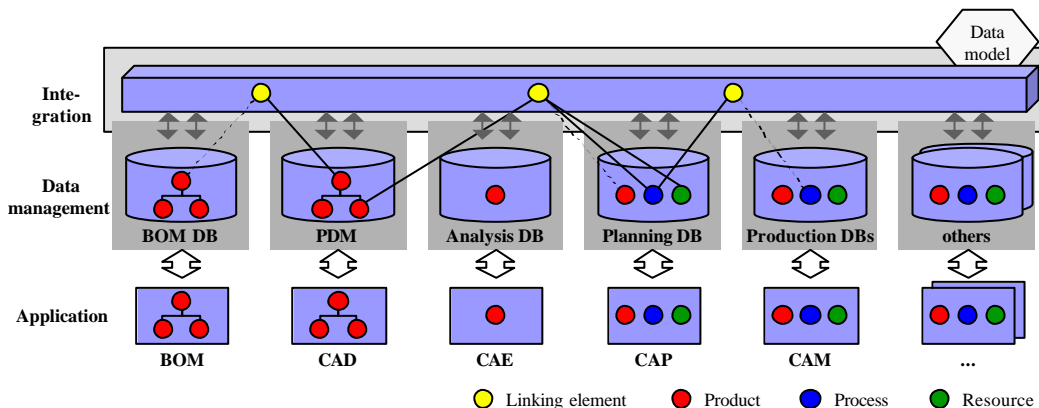 Data
model
Inte-
gration
Data
management
BOM DB
PDM
Analysis DB
Planning DB
Production DBs
others
Application
BOM
CAD
CAE
CAP
CAM
...
Linking element
Product
Process
Resource